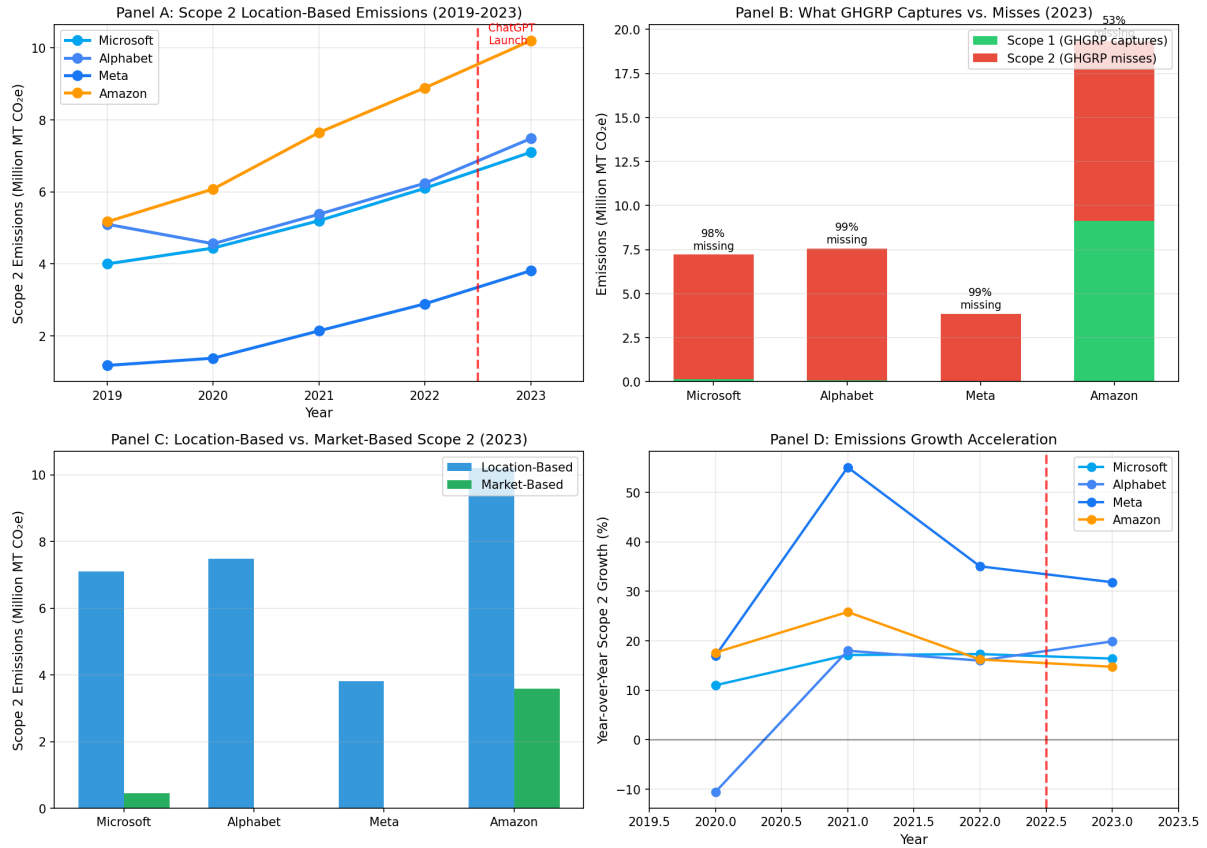 Panel A: Scope 2 Location-Based Emissions (2019-2023)
ChatGPT
Launch
Microsoft
Alphabet
Meta
Amazon
Scope 2 Emissions (Million MT CO₂e)
10
8
6
4
2
2019
2020
2021
2022
2023
Year
Panel B: What GHGRP Captures vs. Misses (2023)
53%
missing
Scope 1 (GHGRP captures)
Scope 2 (GHGRP misses)
Emissions (Million MT CO₂e)
20.0
17.5
15.0
12.5
10.0
7.5
5.0
2.5
0.0
98%
missing
99%
missing
99%
missing
Microsoft
Alphabet
Meta
Amazon
Panel C: Location-Based vs. Market-Based Scope 2 (2023)
Location-Based
Market-Based
Scope 2 Emissions (Million MT CO₂e)
10
8
6
4
2
0
Microsoft
Alphabet
Meta
Amazon
Panel D: Emissions Growth Acceleration
Microsoft
Alphabet
Meta
Amazon
Year-over-Year Scope 2 Growth (%)
50
40
30
20
10
0
−10
2019.5
2020.0
2020.5
2021.0
2021.5
2022.0
2022.5
2023.0
2023.5
Year